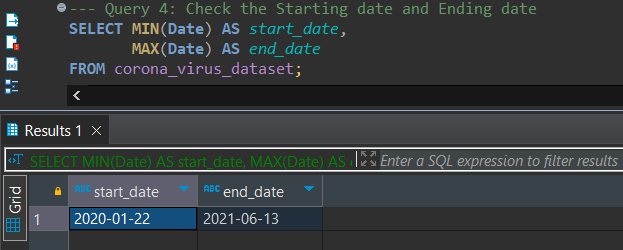 --- Query 4: Check the Starting date and Ending date
SELECT MIN(Date) AS start_date,
MAX(Date) AS end_date
FROM corona_virus_dataset;
Results 1
SELECT MIN(Date) AS start_date, MAX(Date) AS
Enter a SQL expression to filter results
Grid
ABC start_date ABC end_date
1 2020-01-22 2021-06-13